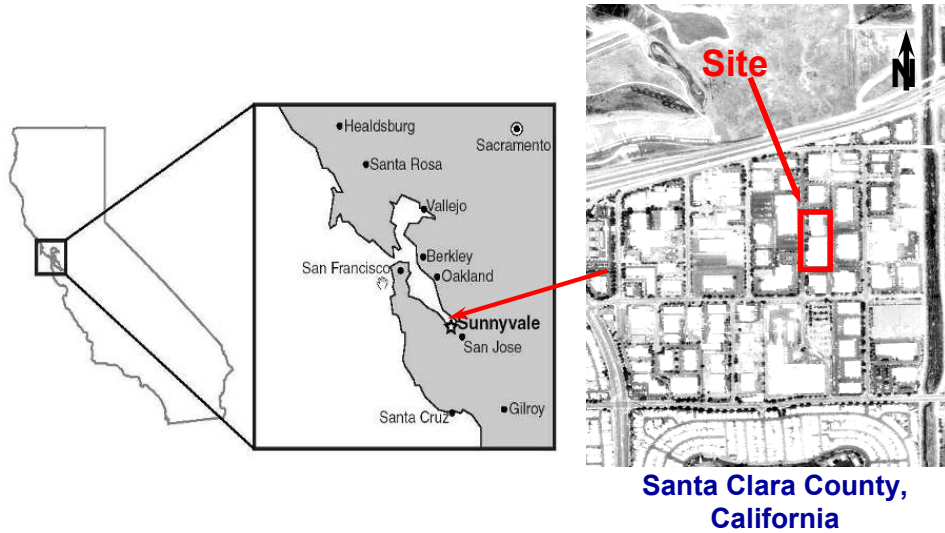 Healdsburg
Sacramento
Santa Rosa
Vallejo
Berkley
San Francisco
Oakland
Sunnyvale
San Jose
Santa Cruz
Gilroy
Site
N
Santa Clara County,
California